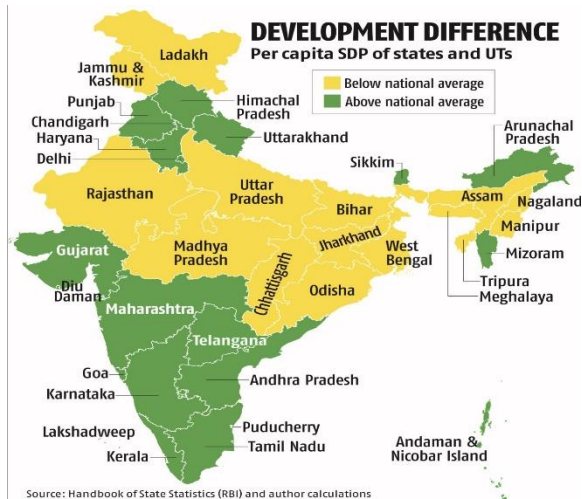 DEVELOPMENT DIFFERENCE
Per capita SDP of states and UTs
Below national average
Above national average
Ladakh
Jammu &
Kashmir
Punjab
Chandigarh
Haryana
Delhi
Himachal
Pradesh
Uttarakhand
Arunachal
Pradesh
Sikkim
Rajasthan
Uttar
Pradesh
Bihar
Assam
Nagaland
Manipur
Mizoram
Tripura
Meghalaya
Gujarat
Madhya
Pradesh
Jharkhand
West
Bengal
Chhattisgarh
Odisha
Diu
Daman
Maharashtra
Telangana
Goa
Karnataka
Andhra Pradesh
Lakshadweep
Kerala
Puducherry
Tamil Nadu
Andaman &
Nicobar Island
Source: Handbook of State Statistics (RBI) and author calculations